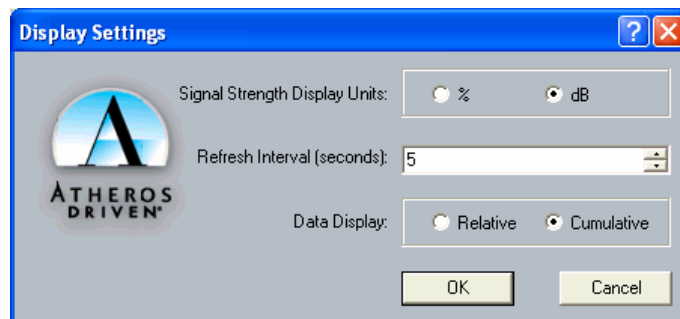 Display Settings
Signal Strength Display Units: % dB
Refresh Interval (seconds): 5
ATHEROS
DRIVEN
Data Display: Relative Cumulative
OK Cancel